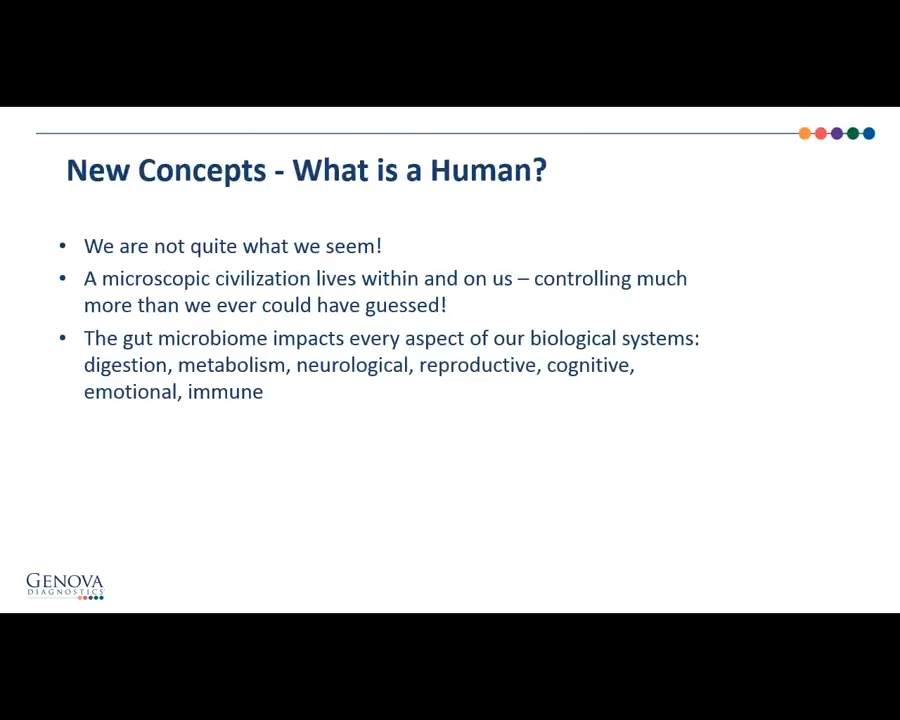 New Concepts - What is a Human?
• We are not quite what we seem!
• A microscopic civilization lives within and on us – controlling much
more than we ever could have guessed!
• The gut microbiome impacts every aspect of our biological systems:
digestion, metabolism, neurological, reproductive, cognitive,
emotional, immune
GENOVA
DIAGNOSTICS